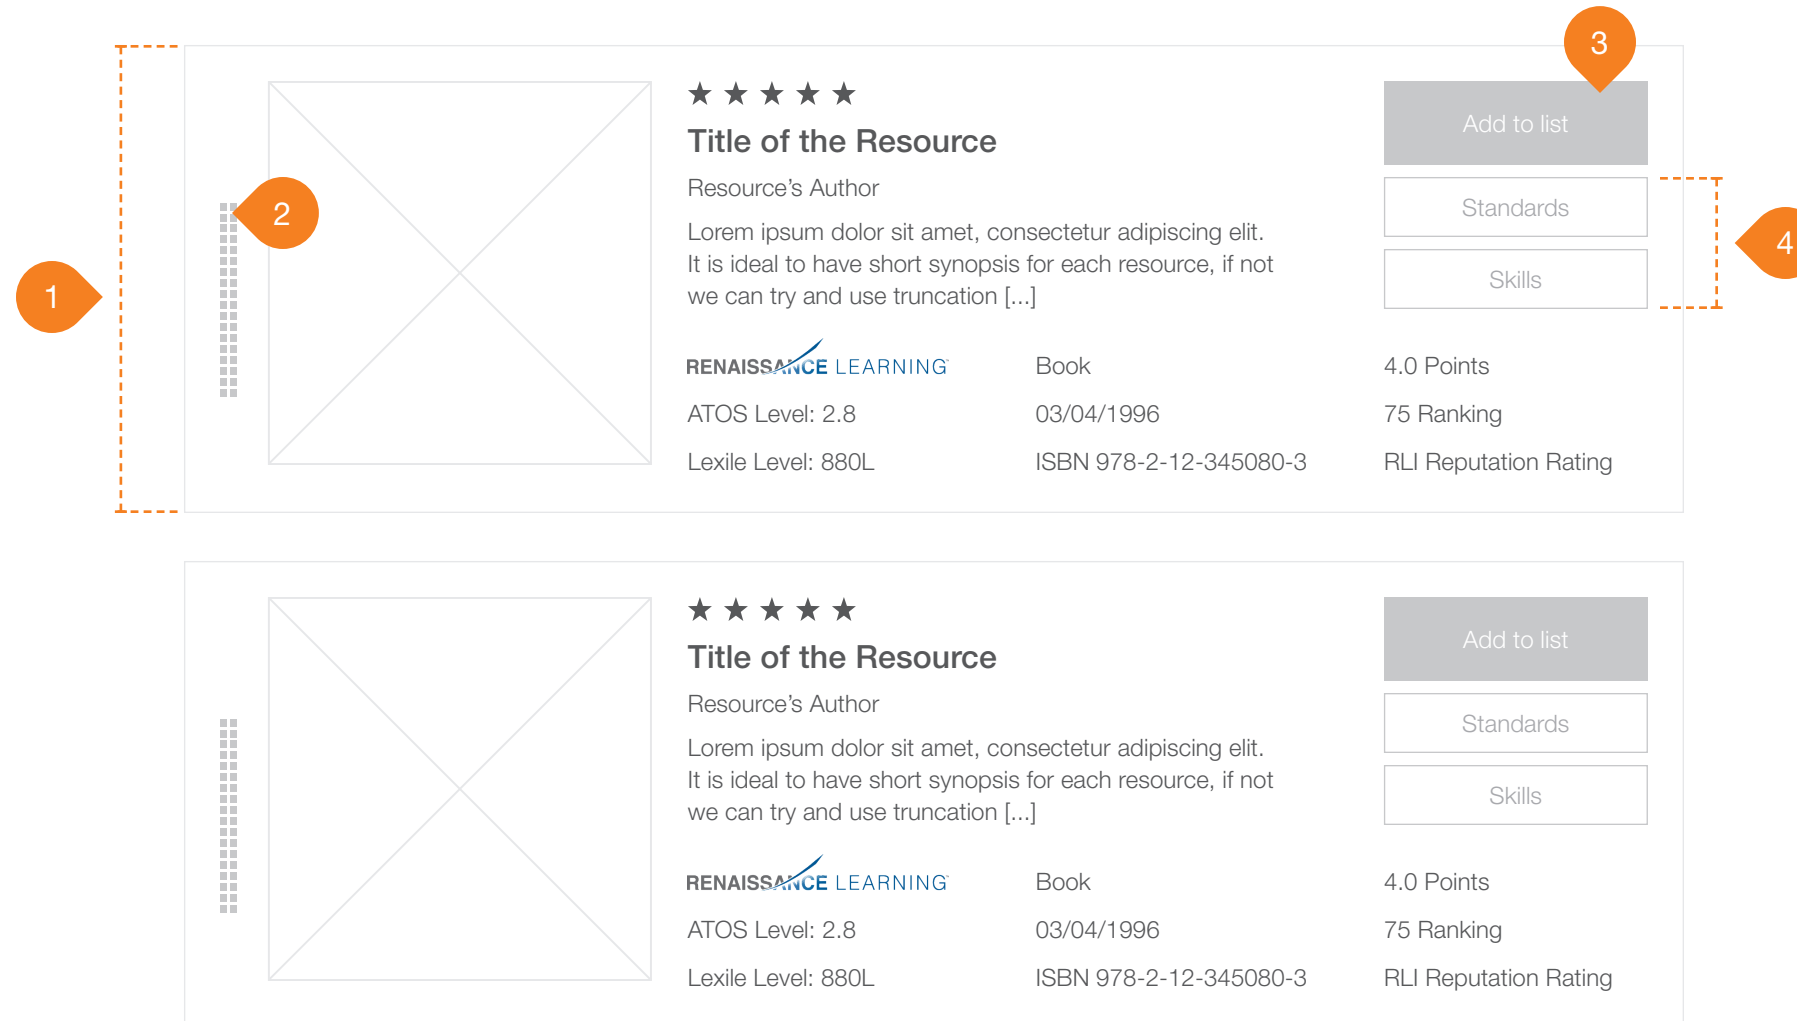 3
★ ★ ★ ★ ★
Title of the Resource
Add to list
Resource’s Author
Standards
2
Lorem ipsum dolor sit amet, consectetur adipiscing elit.
It is ideal to have short synopsis for each resource, if not
we can try and use truncation [...]
Skills
4
1
RENAISSANCE LEARNING™
Book
4.0 Points
ATOS Level: 2.8
03/04/1996
75 Ranking
Lexile Level: 880L
ISBN 978-2-12-345080-3
RLI Reputation Rating
★ ★ ★ ★ ★
Title of the Resource
Add to list
Resource’s Author
Standards
Lorem ipsum dolor sit amet, consectetur adipiscing elit.
It is ideal to have short synopsis for each resource, if not
we can try and use truncation [...]
Skills
RENAISSANCE LEARNING™
Book
4.0 Points
ATOS Level: 2.8
03/04/1996
75 Ranking
Lexile Level: 880L
ISBN 978-2-12-345080-3
RLI Reputation Rating